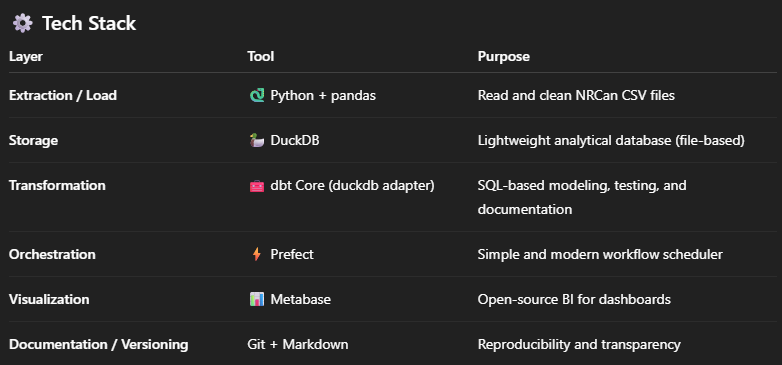 ⚙️ Tech Stack
Layer Tool Purpose
Extraction / Load Python + pandas Read and clean NRCan CSV files
Storage DuckDB Lightweight analytical database (file-based)
Transformation dbt Core (duckdb adapter) SQL-based modeling, testing, and
documentation
Orchestration Prefect Simple and modern workflow scheduler
Visualization Metabase Open-source BI for dashboards
Documentation / Versioning Git + Markdown Reproducibility and transparency